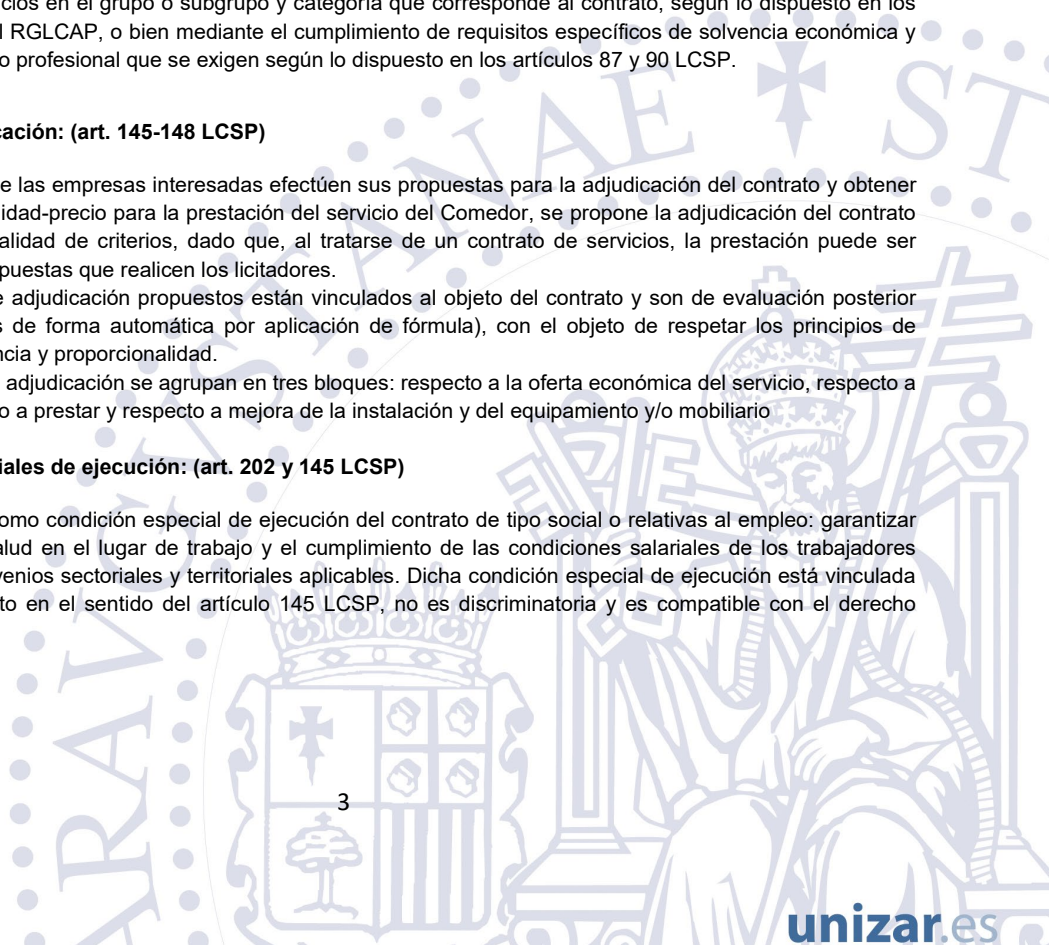 cios en el grupo o subgrupo y categoría que corresponde al contrato, según lo dispuesto en los
l RGLCAP, o bien mediante el cumplimiento de requisitos específicos de solvencia económica y
o profesional que se exigen según lo dispuesto en los artículos 87 y 90 LCSP.
cación: (art. 145-148 LCSP)
e las empresas interesadas efectúen sus propuestas para la adjudicación del contrato y obtener
idad-precio para la prestación del servicio del Comedor, se propone la adjudicación del contrato
alidad de criterios, dado que, al tratarse de un contrato de servicios, la prestación puede ser
puestas que realicen los licitadores.
e adjudicación propuestos están vinculados al objeto del contrato y son de evaluación posterior
s de forma automática por aplicación de fórmula), con el objeto de respetar los principios de
ncia y proporcionalidad.
adjudicación se agrupan en tres bloques: respecto a la oferta económica del servicio, respecto a
o a prestar y respecto a mejora de la instalación y del equipamiento y/o mobiliario
iales de ejecución: (art. 202 y 145 LCSP)
omo condición especial de ejecución del contrato de tipo social o relativas al empleo: garantizar
alud en el lugar de trabajo y el cumplimiento de las condiciones salariales de los trabajadores
venios sectoriales y territoriales aplicables. Dicha condición especial de ejecución está vinculada
to en el sentido del artículo 145 LCSP, no es discriminatoria y es compatible con el derecho
3
unizar.es
ARAVGVSTANAE ST